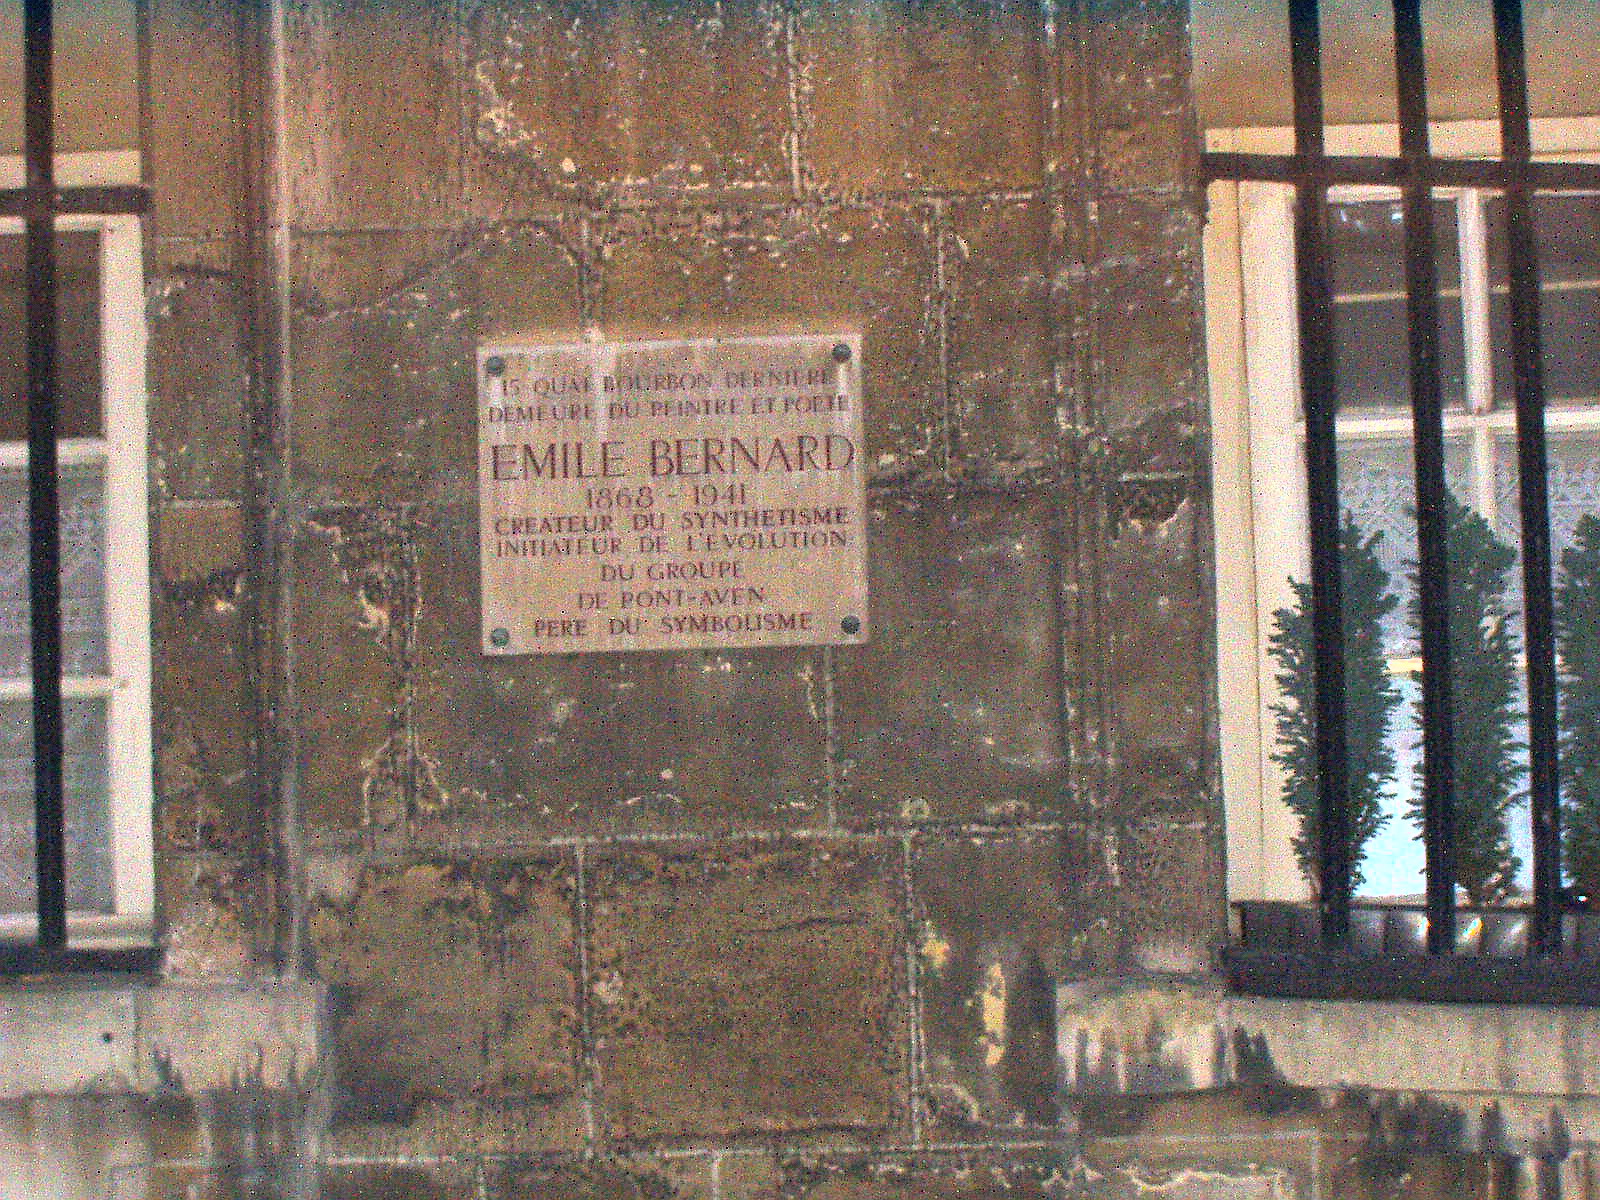 15 QUAI BOURBON DERNIERE
DEMEURE DU PEINTRE ET POETE
EMILE BERNARD
1868 - 1941
CREATEUR DU SYNTHETISME
INITIATEUR DE L'EVOLUTION
DU GROUPE
DE PONT-AVEN
PERE DU SYMBOLISME